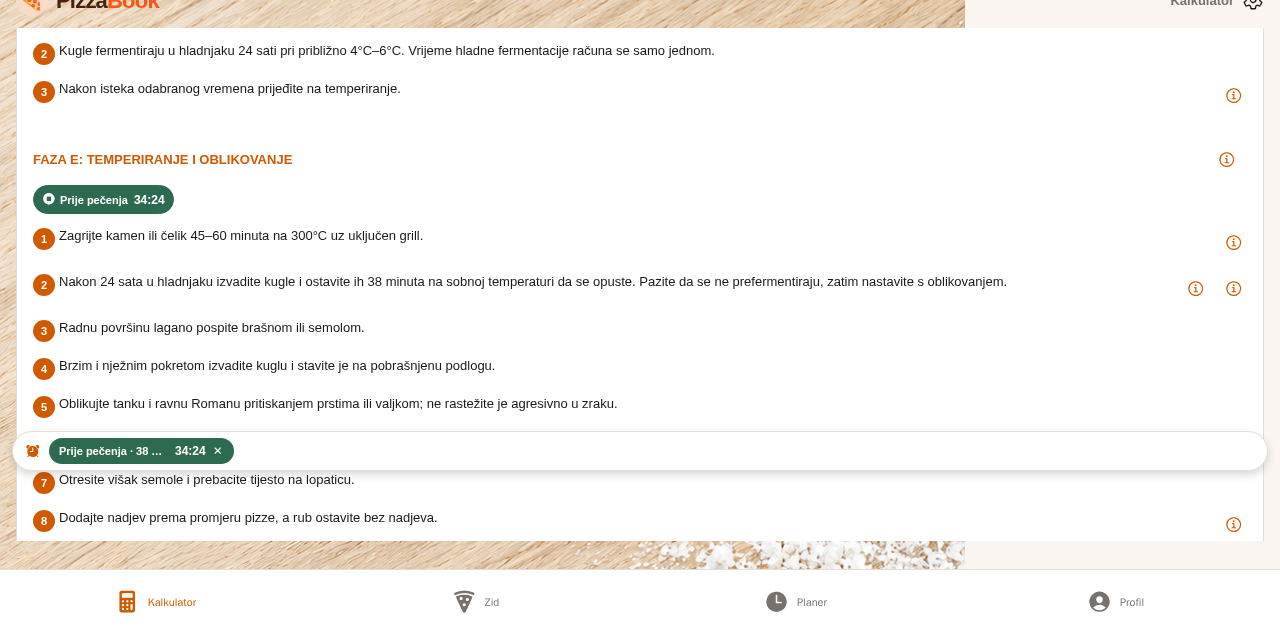 PizzaBook
Kalkulator
2 Kugle fermentiraju u hladnjaku 24 sati pri približno 4°C–6°C. Vrijeme hladne fermentacije računa se samo jednom.
3 Nakon isteka odabranog vremena prijeđite na temperiranje.
FAZA E: TEMPERIRANJE I OBLIKOVANJE
Prije pečenja 34:24
1 Zagrijte kamen ili čelik 45–60 minuta na 300°C uz uključen grill.
2 Nakon 24 sata u hladnjaku izvadite kugle i ostavite ih 38 minuta na sobnoj temperaturi da se opuste. Pazite da se ne prefermentiraju, zatim nastavite s oblikovanjem.
3 Radnu površinu lagano pospite brašnom ili semolom.
4 Brzim i nježnim pokretom izvadite kuglu i stavite je na pobrašnjenu podlogu.
5 Oblikujte tanku i ravnu Romanu pritiskanjem prstima ili valjkom; ne rastežite je agresivno u zraku.
Prije pečenja · 38 ... 34:24 ×
7 Otresite višak semole i prebacite tijesto na lopaticu.
8 Dodajte nadjev prema promjeru pizze, a rub ostavite bez nadjeva.
Kalkulator
Zid
Planer
Profil